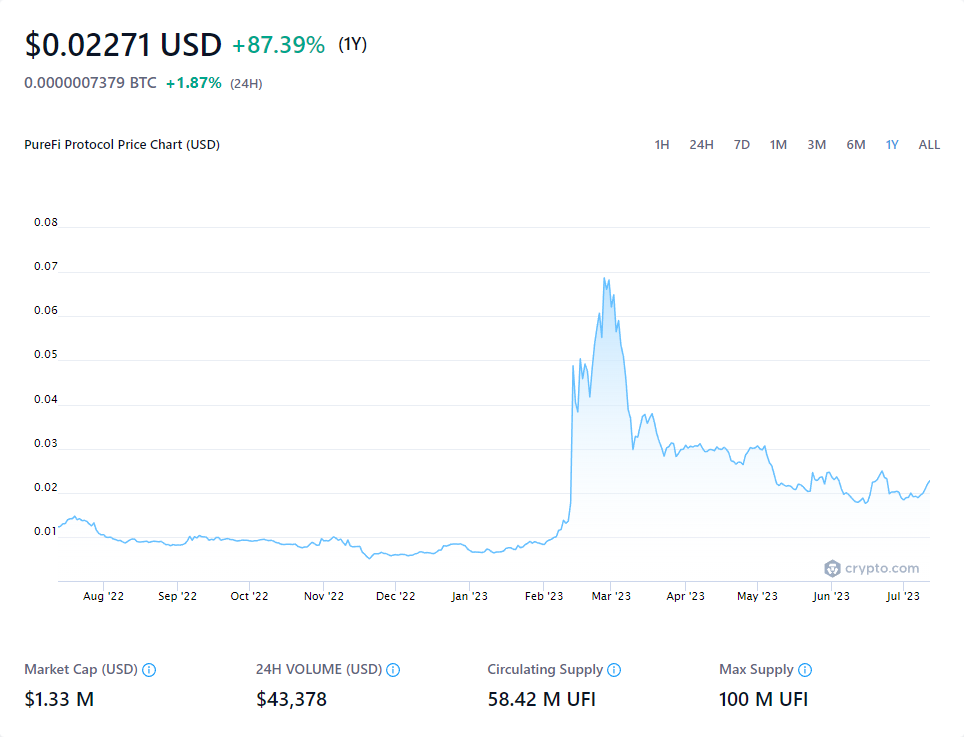 $0.02271 USD +87.39% (1Y)
0.0000007379 BTC +1.87% (24H)
PureFi Protocol Price Chart (USD) 1H 24H 7D 1M 3M 6M 1Y ALL
0.08
0.07
0.06
0.05
0.04
0.03
0.02
0.01
crypto.com
Aug '22 Sep '22 Oct '22 Nov '22 Dec '22 Jan '23 Feb '23 Mar '23 Apr '23 May '23 Jun '23 Jul '23
Market Cap (USD) 24H VOLUME (USD) Circulating Supply Max Supply
$1.33 M $43,378 58.42 M UFI 100 M UFI